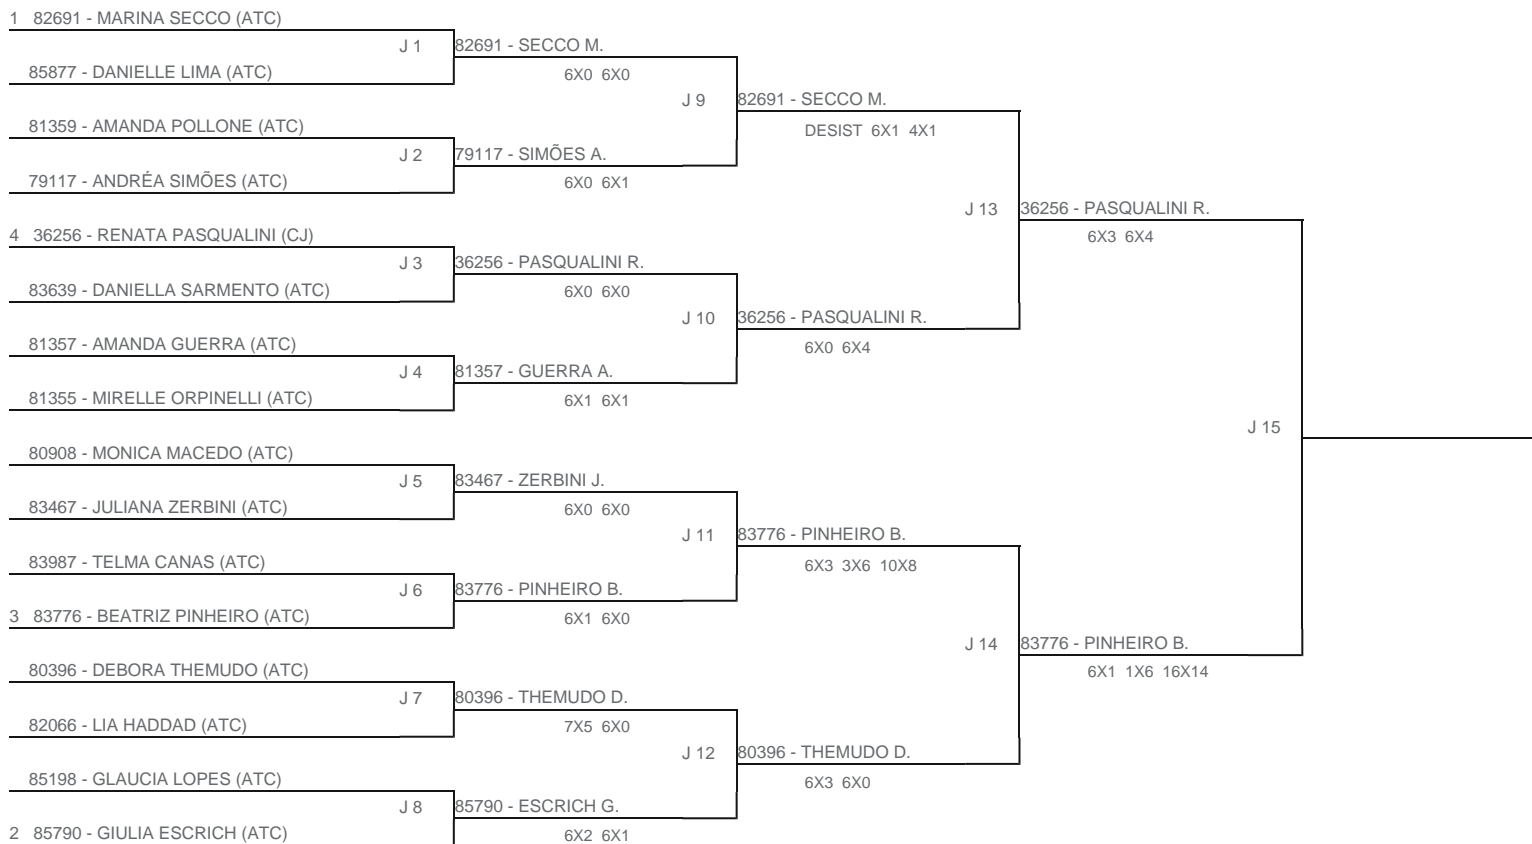 1 82691 - MARINA SECCO (ATC)
J 1
82691 - SECCO M.
85877 - DANIELLE LIMA (ATC)
6X0 6X0
J 9
82691 - SECCO M.
81359 - AMANDA POLLONE (ATC)
DESIST 6X1 4X1
J 2
79117 - SIMÕES A.
79117 - ANDRÉA SIMÕES (ATC)
6X0 6X1
J 13
36256 - PASQUALINI R.
4 36256 - RENATA PASQUALINI (CJ)
6X3 6X4
J 3
36256 - PASQUALINI R.
83639 - DANIELLA SARMENTO (ATC)
6X0 6X0
J 10
36256 - PASQUALINI R.
81357 - AMANDA GUERRA (ATC)
6X0 6X4
J 4
81357 - GUERRA A.
81355 - MIRELLE ORPINELLI (ATC)
6X1 6X1
J 15
80908 - MONICA MACEDO (ATC)
J 5
83467 - ZERBINI J.
83467 - JULIANA ZERBINI (ATC)
6X0 6X0
J 11
83776 - PINHEIRO B.
83987 - TELMA CANAS (ATC)
6X3 3X6 10X8
J 6
83776 - PINHEIRO B.
3 83776 - BEATRIZ PINHEIRO (ATC)
6X1 6X0
J 14
83776 - PINHEIRO B.
80396 - DEBORA THEMUDO (ATC)
6X1 1X6 16X14
J 7
80396 - THEMUDO D.
82066 - LIA HADDAD (ATC)
7X5 6X0
J 12
80396 - THEMUDO D.
85198 - GLAUCIA LOPES (ATC)
6X3 6X0
J 8
85790 - ESCRICH G.
2 85790 - GIULIA ESCRICH (ATC)
6X2 6X1